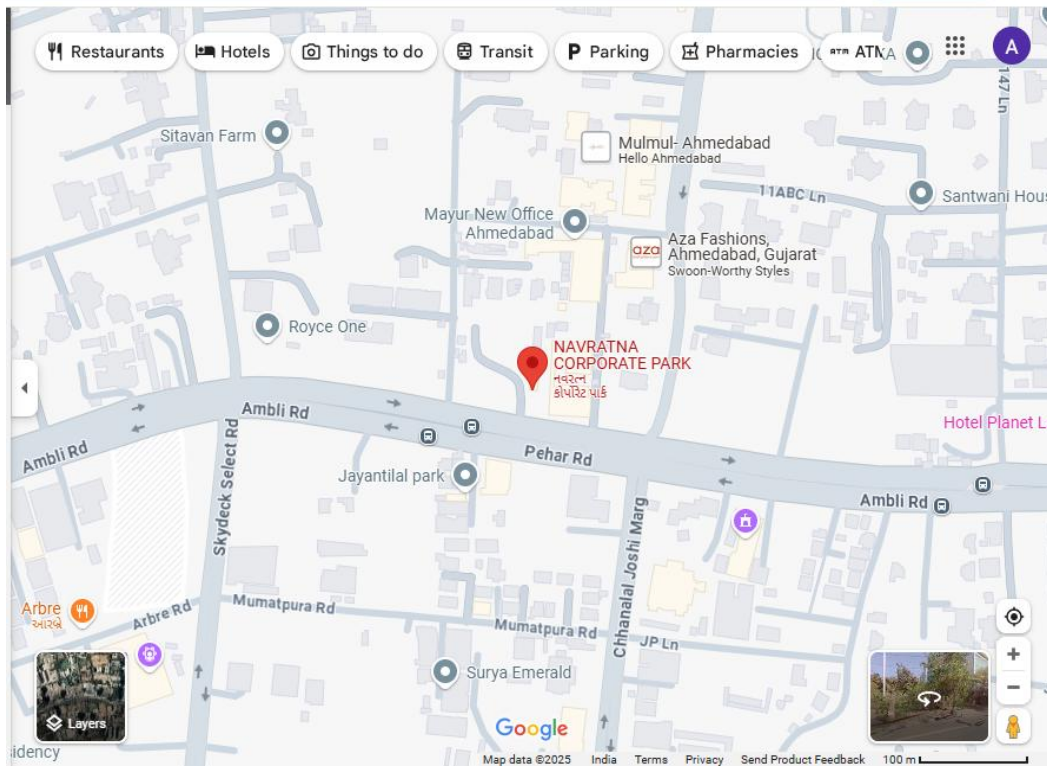 Restaurants
Hotels
Things to do
Transit
Parking
Pharmacies
ATM
A
147 Ln
Sitavan Farm
Mulmul- Ahmedabad
Hello Ahmedabad
11ABC Ln
Santwani Hous
Mayur New Office
Ahmedabad
aza
Aza Fashions,
Ahmedabad, Gujarat
Swoon-Worthy Styles
Royce One
NAVRATNA
CORPORATE PARK
નવરત્ન
કોર્પોરેટ પાર્ક
Ambli Rd
Ambli Rd
Pehar Rd
Hotel Planet L
Ambli Rd
Skydeck Select Rd
Jayantilal park
Chhanalal Joshi Marg
Arbre
આરબ્રે
Arbre Rd
Mumatpura Rd
Mumatpura Rd
JP Ln
Surya Emerald
Layers
sidency
Google
Map data ©2025 India Terms Privacy Send Product Feedback 100 m